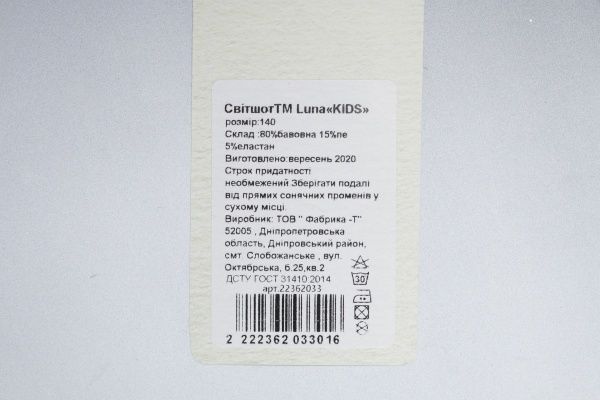 СвітшотТМ Luna«KIDS»
розмір:140
Склад :80%бавовна 15%пе
5%еластан
Виготовлено:вересень 2020
Строк придатності
необмежений Зберігати подалі
від прямих сонячних променів у
сухому місці.
Виробник: ТОВ " Фабрика -Т"
52005 , Дніпропетровська
область, Дніпровський район,
смт. Слобожанське , вул.
Октябрська, б.25,кв.2
ДСТУ ГОСТ 31410:2014
арт.22362033
30
2 222362 033016